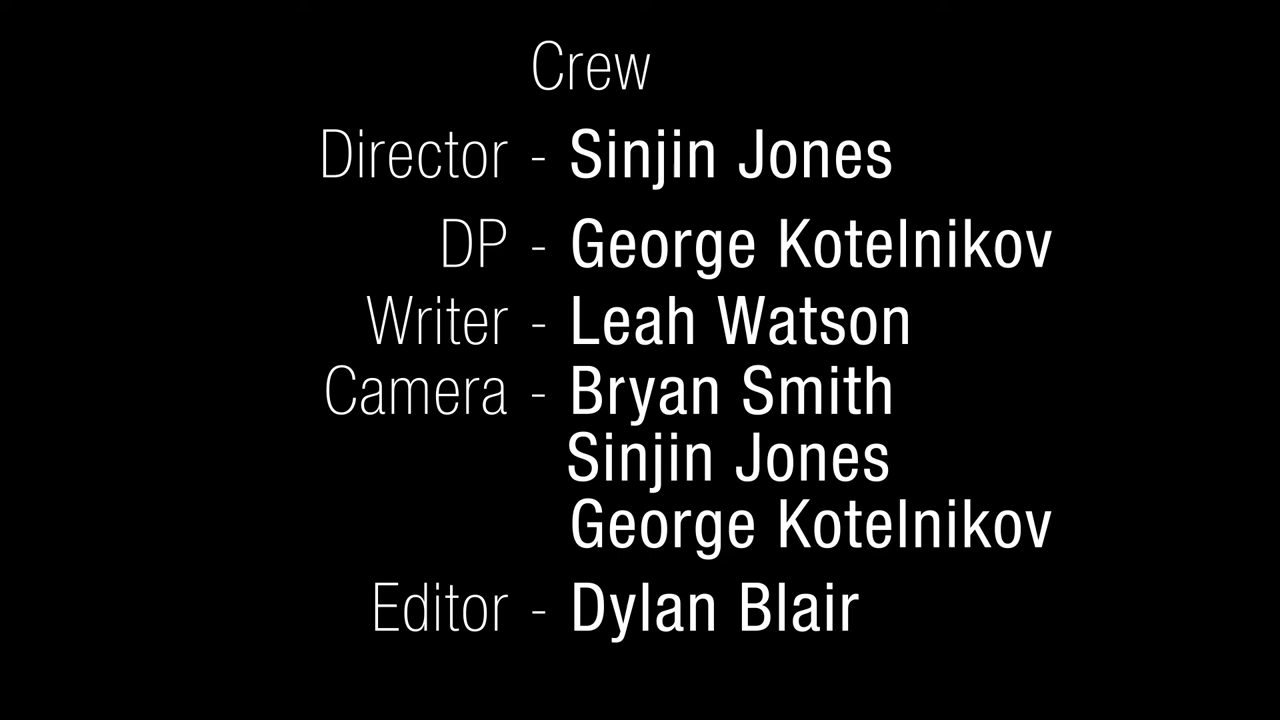 Crew
Director - Sinjin Jones
DP - George Kotelnikov
Writer - Leah Watson
Camera - Bryan Smith
Sinjin Jones
George Kotelnikov
Editor - Dylan Blair